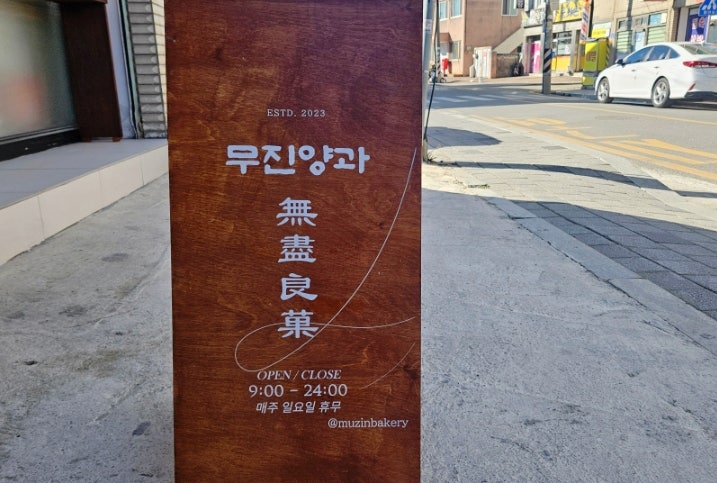 ESTD. 2023
무진양과
無
盡
良
菓
OPEN / CLOSE
9:00 - 24:00
매주 일요일 휴무
@muzinbakery